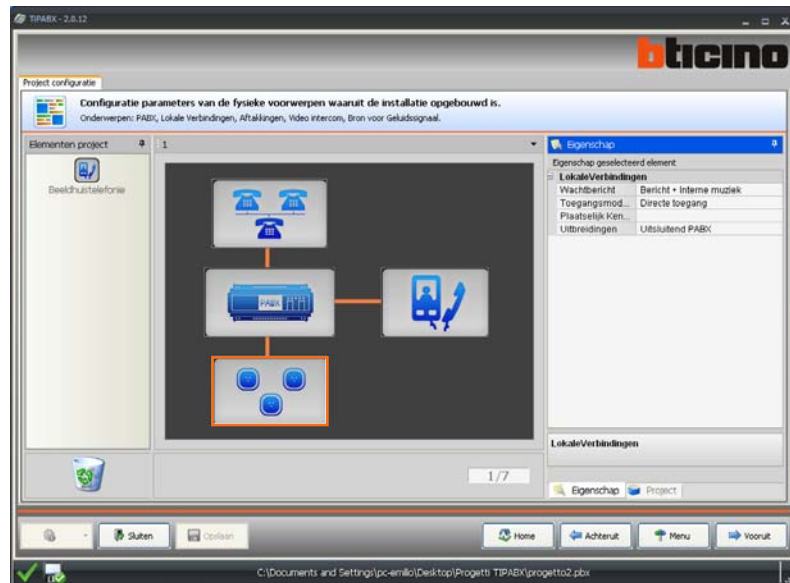 TiPABX - 2.0.12
bticino
Project configuratie
Configuratie parameters van de fysieke voorwerpen waaruit de installatie opgebouwd is.
Onderwerpen: PABX, Lokale Verbindingen, Aftakkingen, Video intercom, Bron voor Geluidssignaal.
Elementen project
Beeldhuistelefonie
1
PABX
1/7
Eigenschap
Eigenschap geselecteerd element
LokaleVerbindingen
Wachtbericht Bericht + Interne muziek
Toegangsmod... Directe toegang
Plaatselijk Ken...
Uitbreidingen Uitsluitend PABX
LokaleVerbindingen
Eigenschap Project
Sluten Opslaan Home Achteruit Menu Vooruit
C:\Documents and Settings\pc-emilio\Desktop\Progetti TIPABX\progetto2.pbx